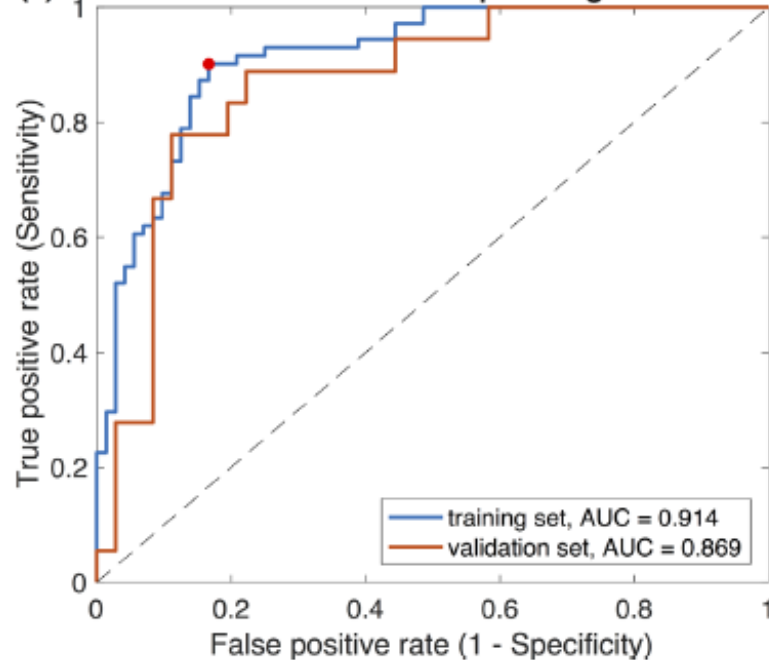 1
0.8
0.6
0.4
0.2
0
0 0.2 0.4 0.6 0.8 1
True positive rate (Sensitivity)
False positive rate (1 - Specificity)
training set, AUC = 0.914
validation set, AUC = 0.869